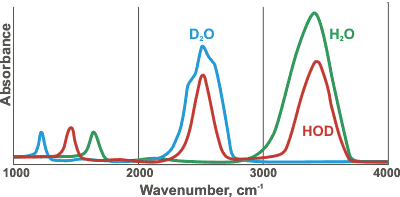 Absorbance
D₂O
H₂O
HOD
1000 2000 3000 4000
Wavenumber, cm⁻¹